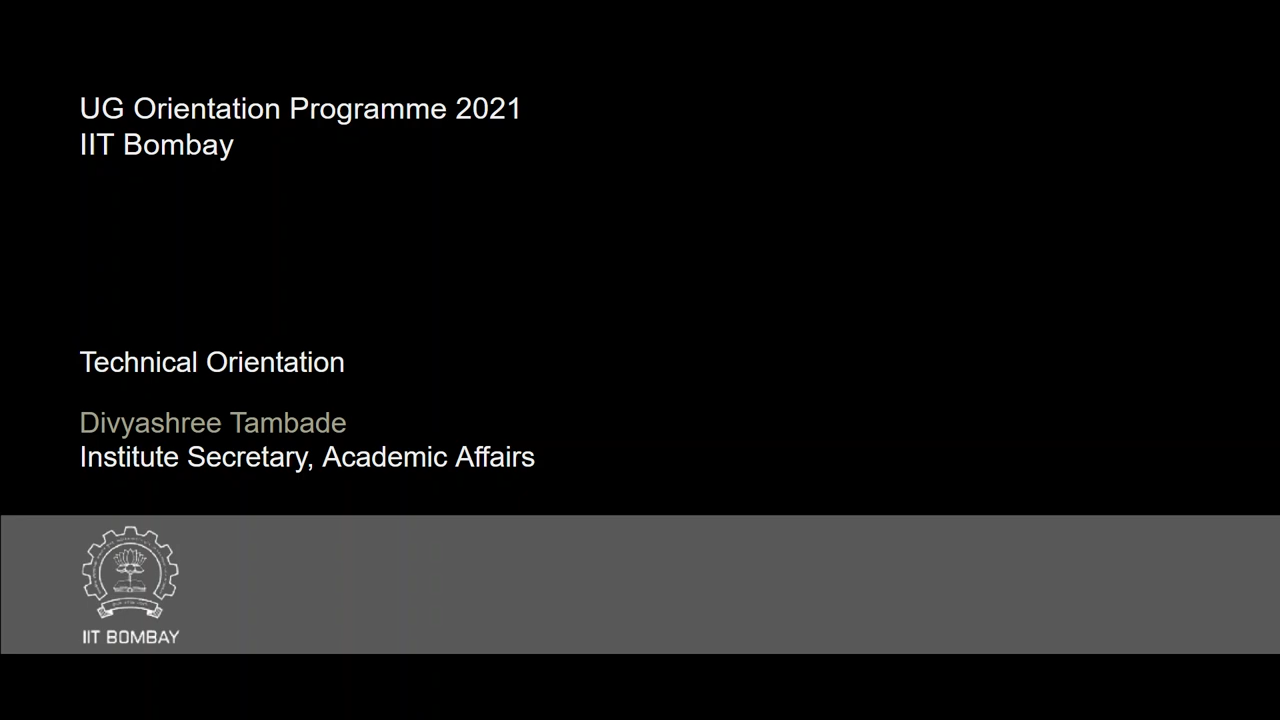 UG Orientation Programme 2021
IIT Bombay
Technical Orientation
Divyashree Tambade
Institute Secretary, Academic Affairs
IIT BOMBAY